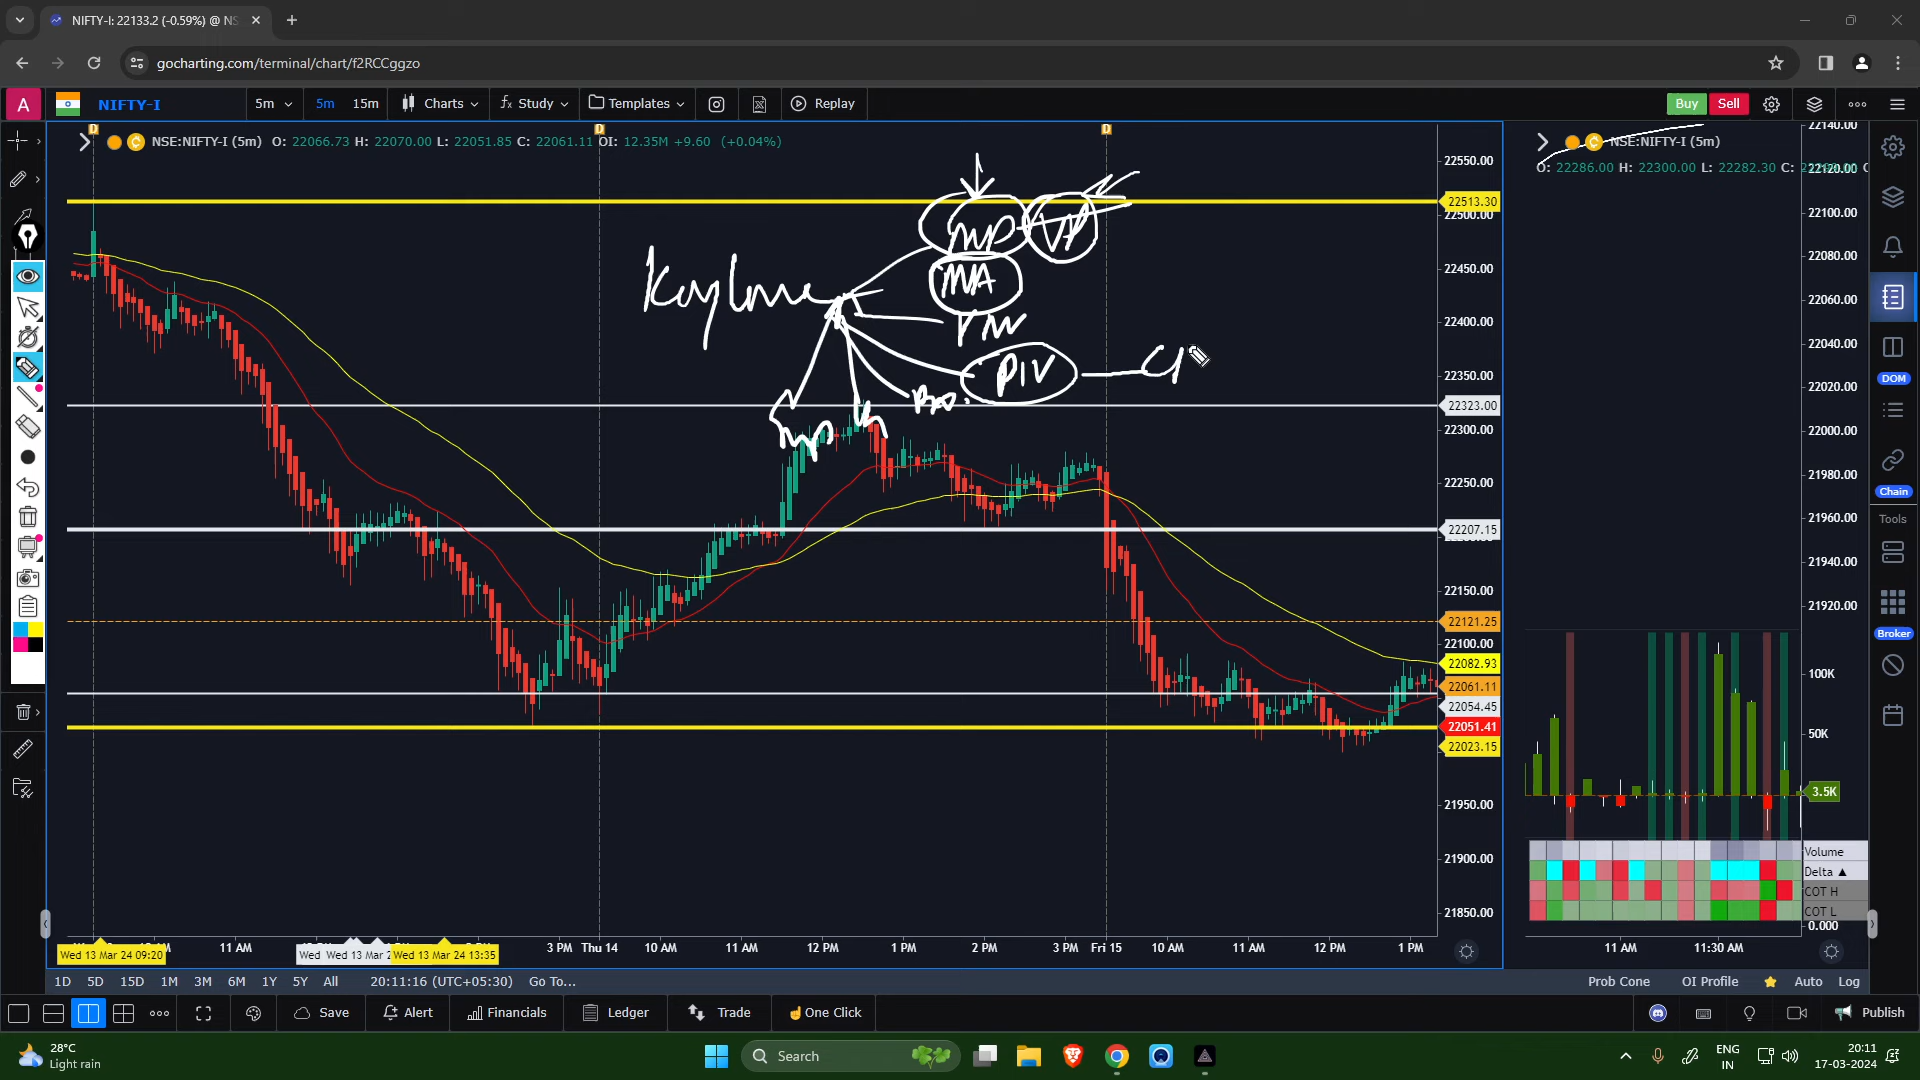 NIFTY-I: 22133.2 (-0.59%) @ NS
gocharting.com/terminal/chart/f2RCCggzo
A NIFTY-I 5m 5m 15m Charts Study Templates Replay Buy Sell
NSE:NIFTY-I (5m) O: 22066.73 H: 22070.00 L: 22051.85 C: 22061.11 OI: 12.35M +9.60 (+0.04%)
NSE:NIFTY-I (5m)
O: 22286.00 H: 22300.00 L: 22282.30
D
D
D
22550.00
22513.30
22500.00
22450.00
22400.00
22350.00
22323.00
22300.00
22250.00
22207.15
22150.00
22121.25
22100.00
22082.93
22061.11
22054.45
22051.41
22023.15
21950.00
21900.00
21850.00
MP VP
MA
PIV
22140.00
22120.00
22100.00
22080.00
22060.00
22040.00
22020.00
22000.00
21980.00
21960.00
21940.00
21920.00
100K
50K
3.5K
Volume
Delta ▲
COT H
COT L
0.000
DOM
Chain
Tools
Broker
11 AM 3 PM Thu 14 10 AM 11 AM 12 PM 1 PM 2 PM 3 PM Fri 15 10 AM 11 AM 12 PM 1 PM
Wed 13 Mar 24 09:20 Wed Wed 13 Mar 2 Wed 13 Mar 24 13:35
11 AM 11:30 AM
1D 5D 15D 1M 3M 6M 1Y 5Y All 20:11:16 (UTC+05:30) Go To... Prob Cone OI Profile Auto Log
Save Alert Financials Ledger Trade One Click Publish
28°C
Light rain
Search
ENG
IN
20:11
17-03-2024